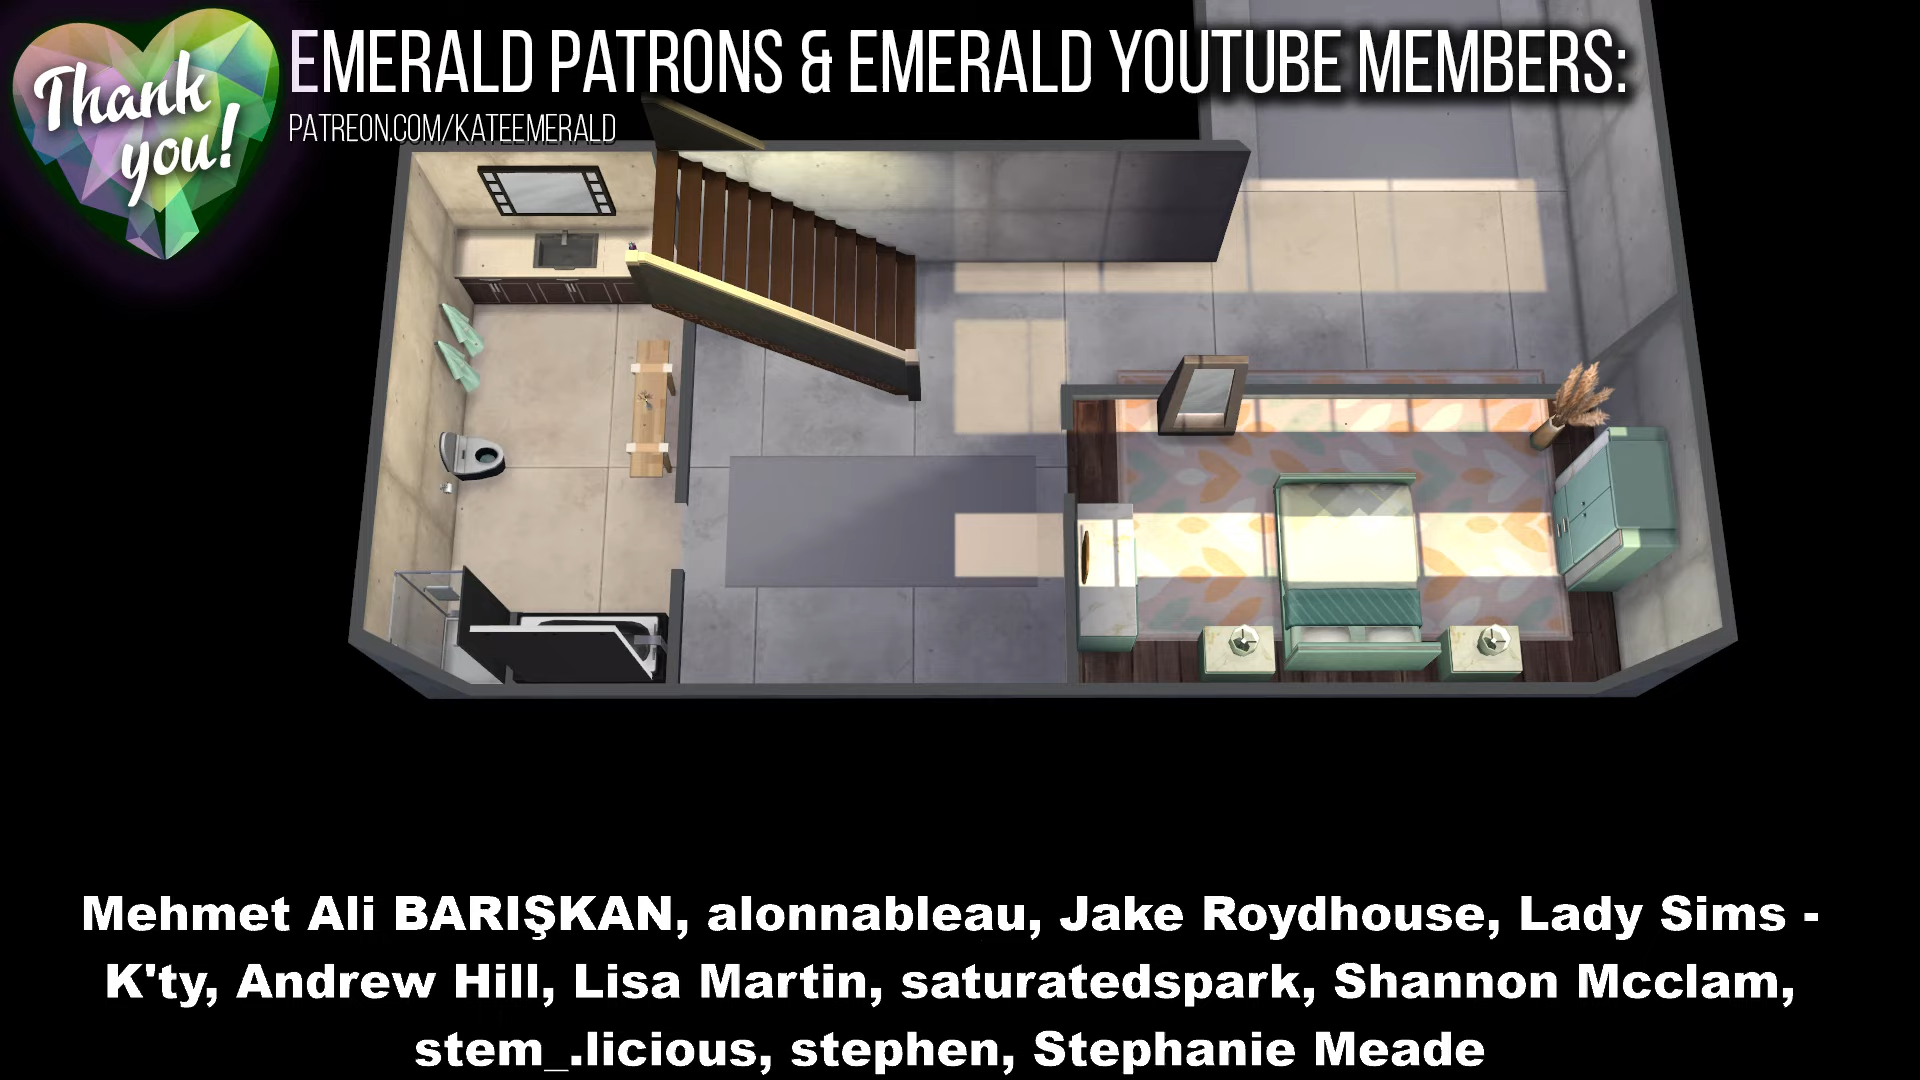 Thank
you!
EMERALD PATRONS & EMERALD YOUTUBE MEMBERS:
PATREON.COM/KATEEMERALD
Mehmet Ali BARIŞKAN, alonnableau, Jake Roydhouse, Lady Sims -
K'ty, Andrew Hill, Lisa Martin, saturatedspark, Shannon Mcclam,
stem_.licious, stephen, Stephanie Meade